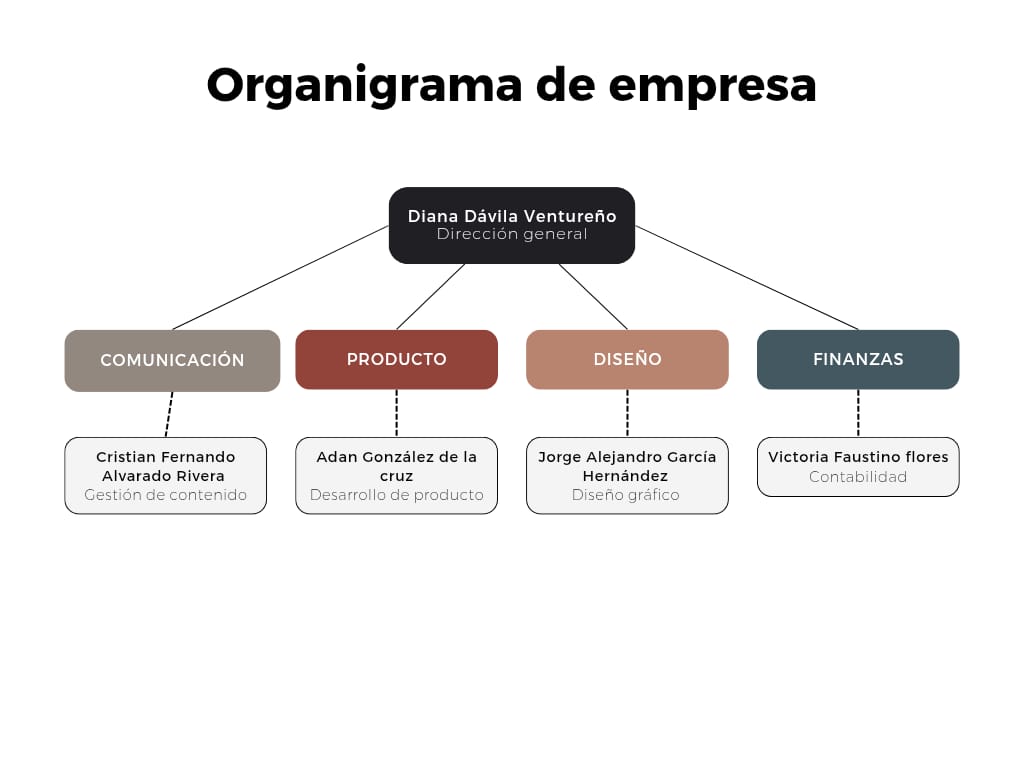 Organigrama de empresa
Diana Dávila Ventureño
Dirección general
COMUNICACIÓN
PRODUCTO
DISEÑO
FINANZAS
Cristian Fernando
Alvarado Rivera
Gestión de contenido
Adan González de la
cruz
Desarrollo de producto
Jorge Alejandro García
Hernández
Diseño gráfico
Victoria Faustino flores
Contabilidad